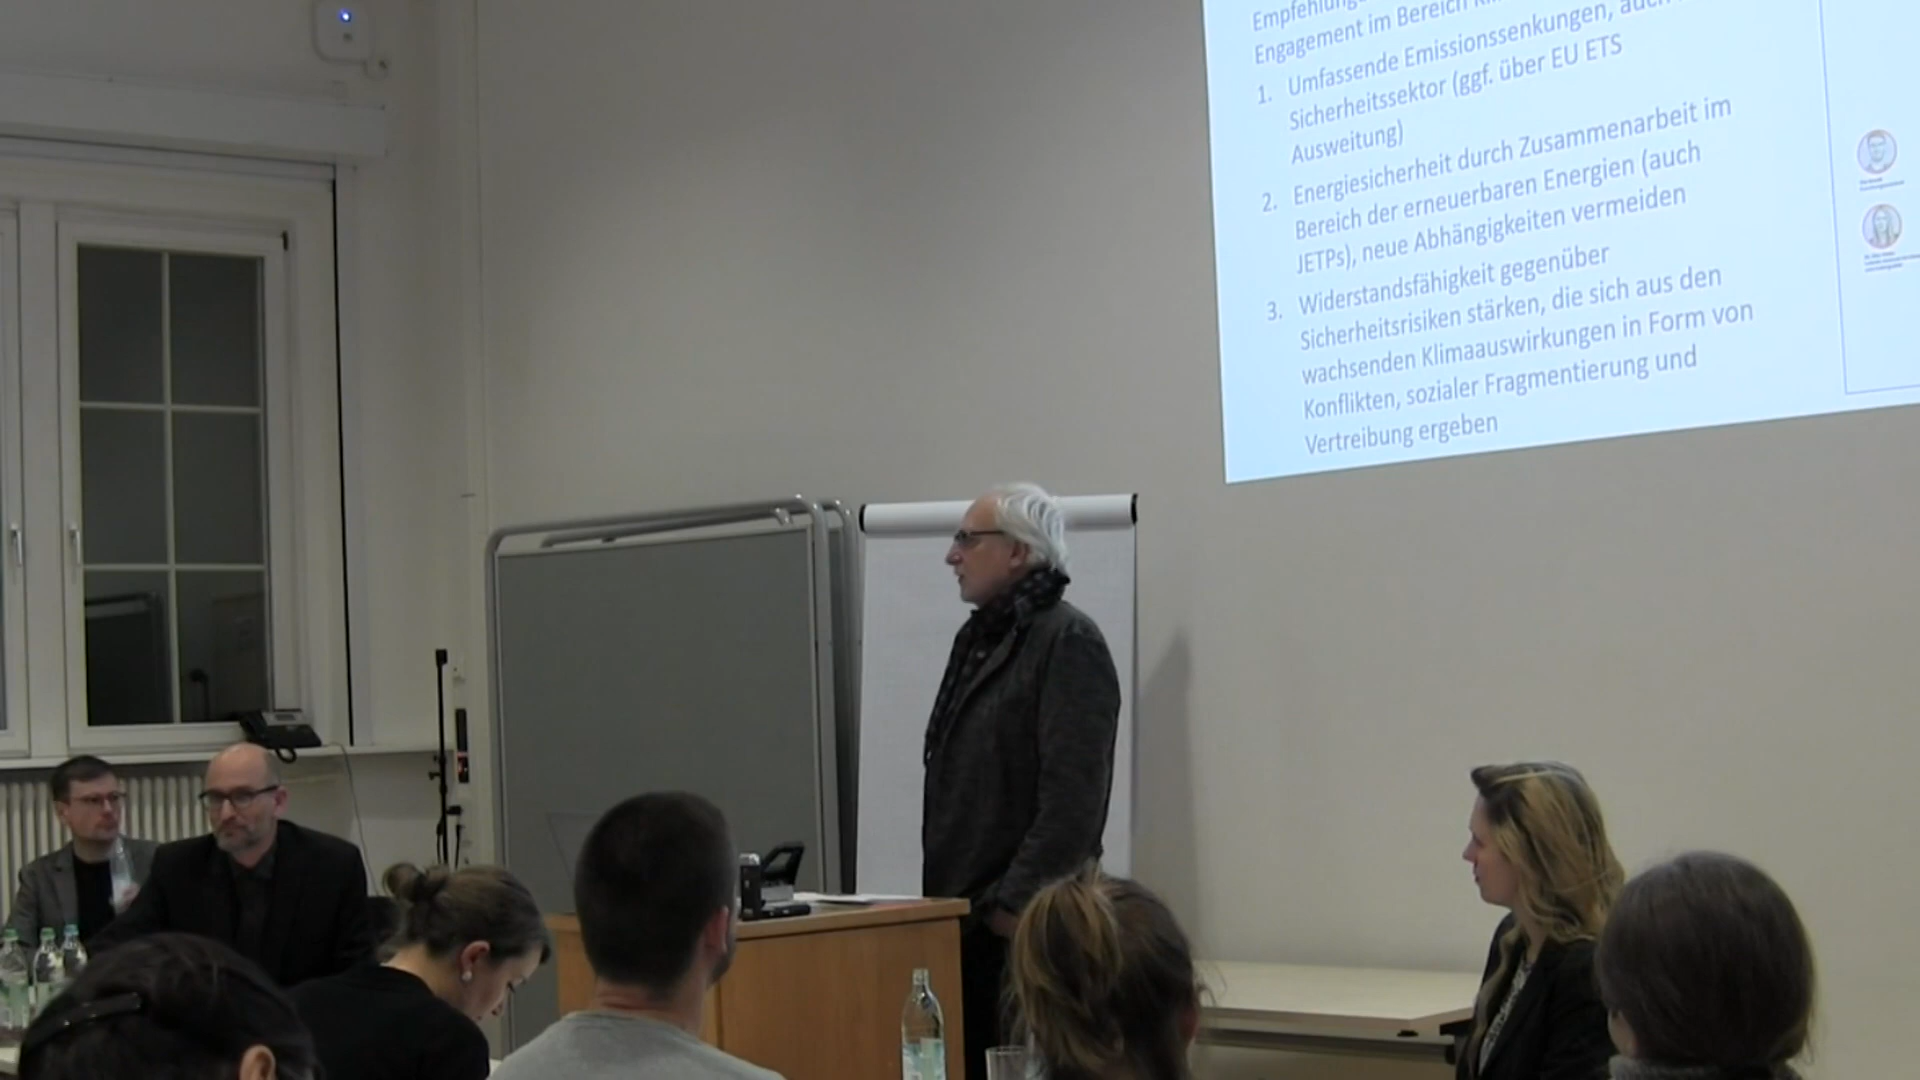 Engagement im Bereich
1. Umfassende Emissionssenkungen, auch
Sicherheitssektor (ggf. über EU ETS
Ausweitung)
2. Energiesicherheit durch Zusammenarbeit im
Bereich der erneuerbaren Energien (auch
JETPs), neue Abhängigkeiten vermeiden
3. Widerstandsfähigkeit gegenüber
Sicherheitsrisiken stärken, die sich aus den
wachsenden Klimaauswirkungen in Form von
Konflikten, sozialer Fragmentierung und
Vertreibung ergeben